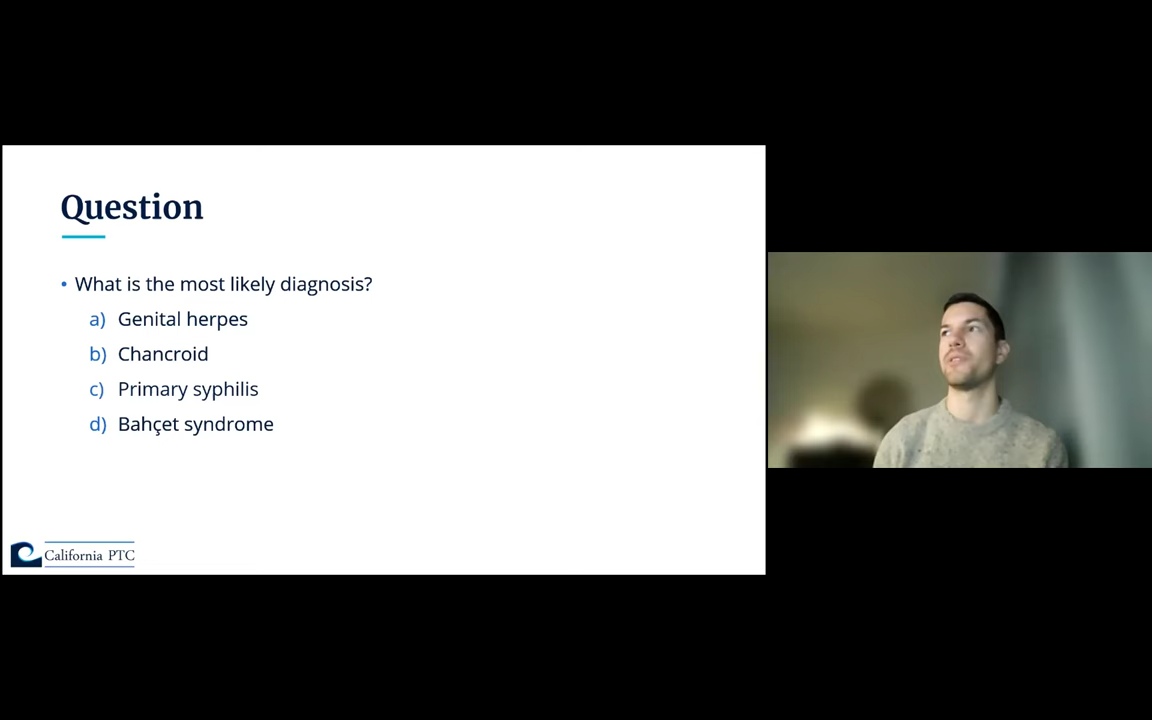 Question
• What is the most likely diagnosis?
a) Genital herpes
b) Chancroid
c) Primary syphilis
d) Bahçet syndrome
California PTC